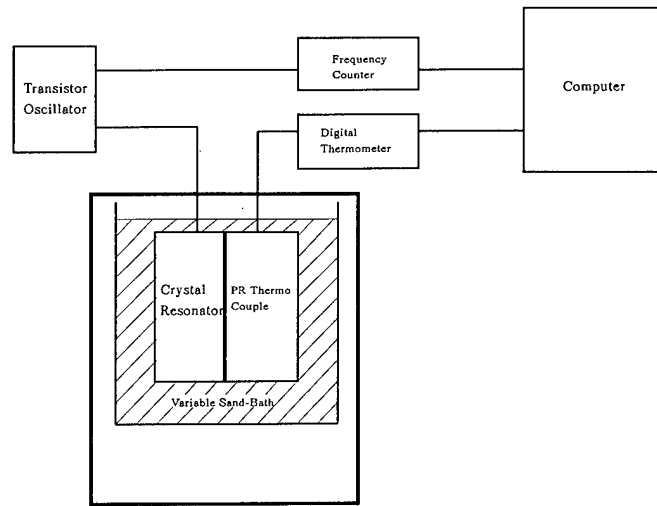 Transistor
Oscillator
Frequency
Counter
Computer
Digital
Thermometer
Crystal
Resonator
PR Thermo
Couple
Variable Sand-Bath